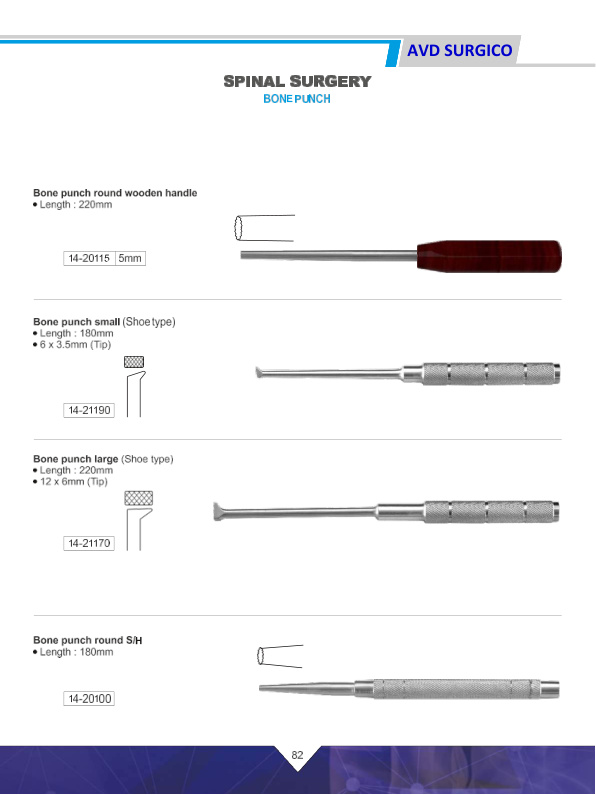 AVD SURGICO
SPINAL SURGERY
BONE PUNCH
Bone punch round wooden handle
• Length : 220mm
14-20115 5mm
Bone punch small (Shoe type)
• Length : 180mm
• 6 x 3.5mm (Tip)
14-21190
Bone punch large (Shoe type)
• Length : 220mm
• 12 x 6mm (Tip)
14-21170
Bone punch round S/H
• Length : 180mm
14-20100
82